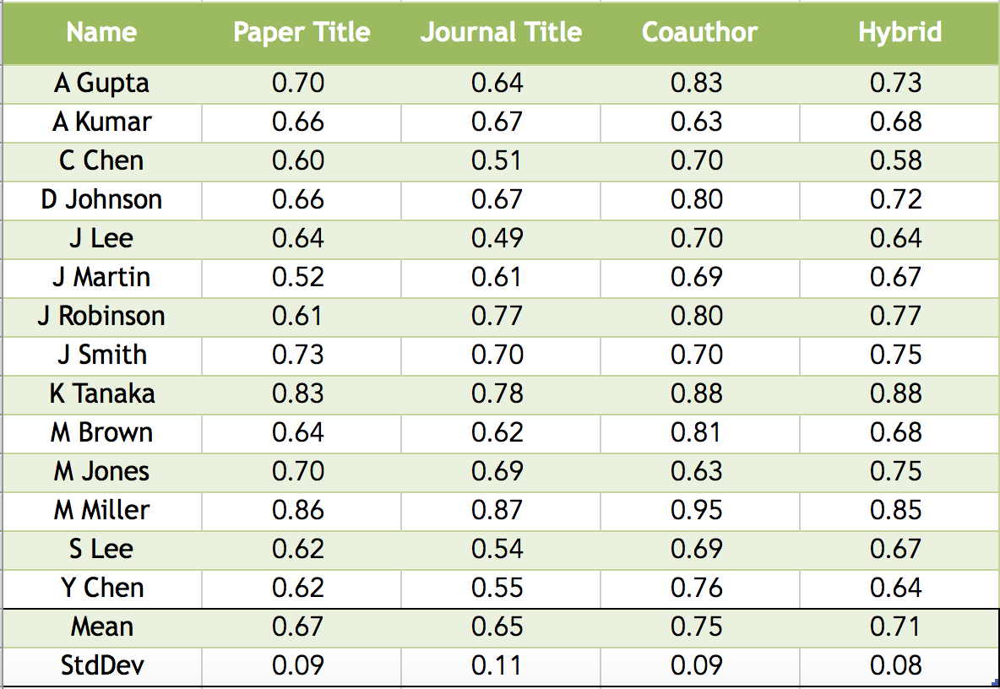 Name Paper Title Journal Title Coauthor Hybrid
A Gupta 0.70 0.64 0.83 0.73
A Kumar 0.66 0.67 0.63 0.68
C Chen 0.60 0.51 0.70 0.58
D Johnson 0.66 0.67 0.80 0.72
J Lee 0.64 0.49 0.70 0.64
J Martin 0.52 0.61 0.69 0.67
J Robinson 0.61 0.77 0.80 0.77
J Smith 0.73 0.70 0.70 0.75
K Tanaka 0.83 0.78 0.88 0.88
M Brown 0.64 0.62 0.81 0.68
M Jones 0.70 0.69 0.63 0.75
M Miller 0.86 0.87 0.95 0.85
S Lee 0.62 0.54 0.69 0.67
Y Chen 0.62 0.55 0.76 0.64
Mean 0.67 0.65 0.75 0.71
StdDev 0.09 0.11 0.09 0.08